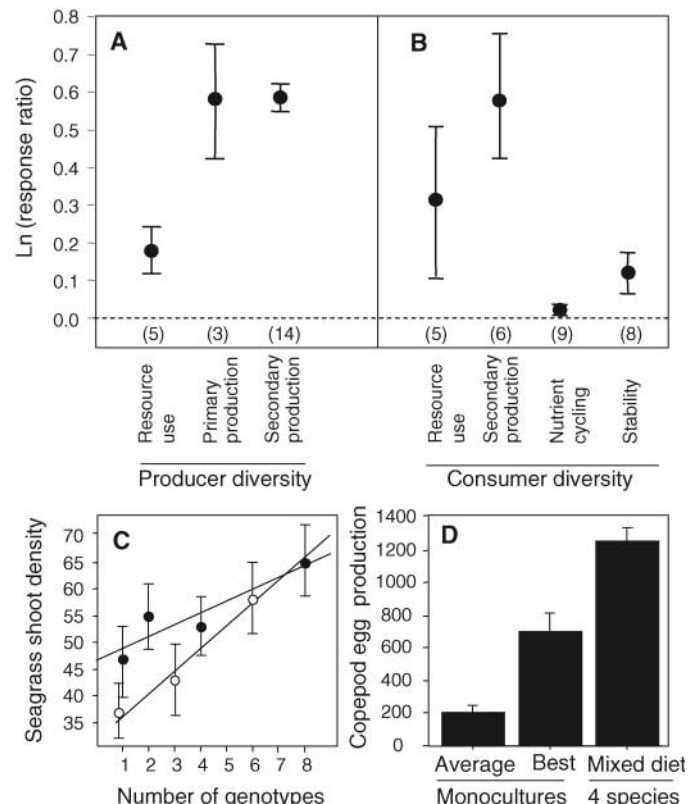 0.8
0.7
0.6
0.5
0.4
0.3
0.2
0.1
0.0
Ln (response ratio)
A
(5) (3) (14)
Resource
use
Primary
production
Secondary
production
Producer diversity
B
(5) (6) (9) (8)
Resource
use
Secondary
production
Nutrient
cycling
Stability
Consumer diversity
C
70
65
60
55
50
45
40
35
Seagrass shoot density
1 2 3 4 5 6 7 8
Number of genotypes
D
1400
1200
1000
800
600
400
200
0
Copepod egg production
Average Best Mixed diet
Monocultures 4 species